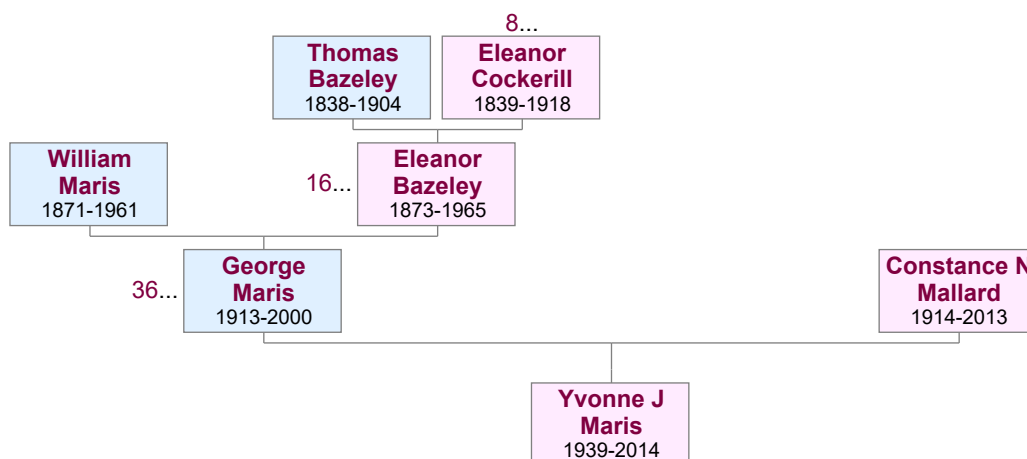 8...
Thomas
Bazeley
1838-1904
Eleanor
Cockerill
1839-1918
William
Maris
1871-1961
16...
Eleanor
Bazeley
1873-1965
36...
George
Maris
1913-2000
Constance N
Mallard
1914-2013
Yvonne J
Maris
1939-2014